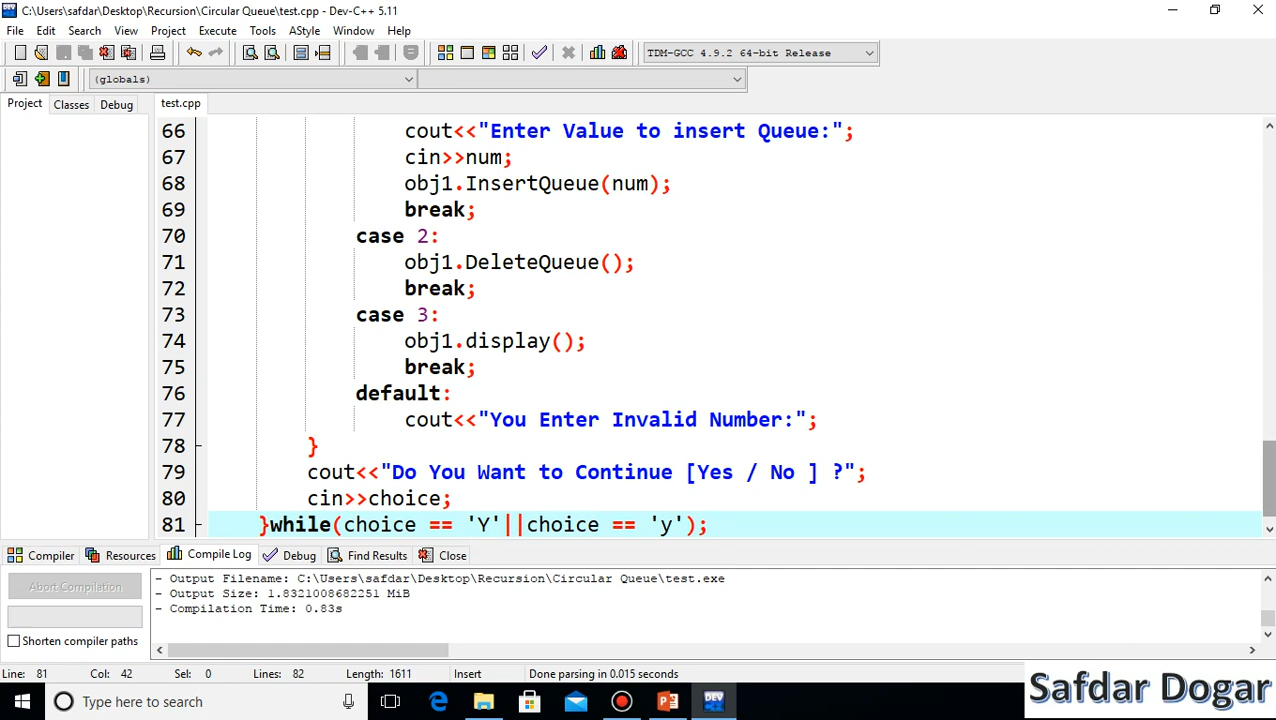 C:\Users\safdar\Desktop\Recursion\Circular Queue\test.cpp - Dev-C++ 5.11
File Edit Search View Project Execute Tools AStyle Window Help
TDM-GCC 4.9.2 64-bit Release
(globals)
Project Classes Debug test.cpp
66 cout<<"Enter Value to insert Queue:";
67 cin>>num;
68 obj1.InsertQueue(num);
69 break;
70 case 2:
71 obj1.DeleteQueue();
72 break;
73 case 3:
74 obj1.display();
75 break;
76 default:
77 cout<<"You Enter Invalid Number:";
78 }
79 cout<<"Do You Want to Continue [Yes / No ] ?";
80 cin>>choice;
81 }while(choice == 'Y'||choice == 'y');
Compiler Resources Compile Log Debug Find Results Close
Abort Compilation
Shorten compiler paths
- Output Filename: C:\Users\safdar\Desktop\Recursion\Circular Queue\test.exe
- Output Size: 1.8321008682251 MiB
- Compilation Time: 0.83s
Line: 81 Col: 42 Sel: 0 Lines: 82 Length: 1611 Insert Done parsing in 0.015 seconds
Type here to search
DEV
Safdar Dogar